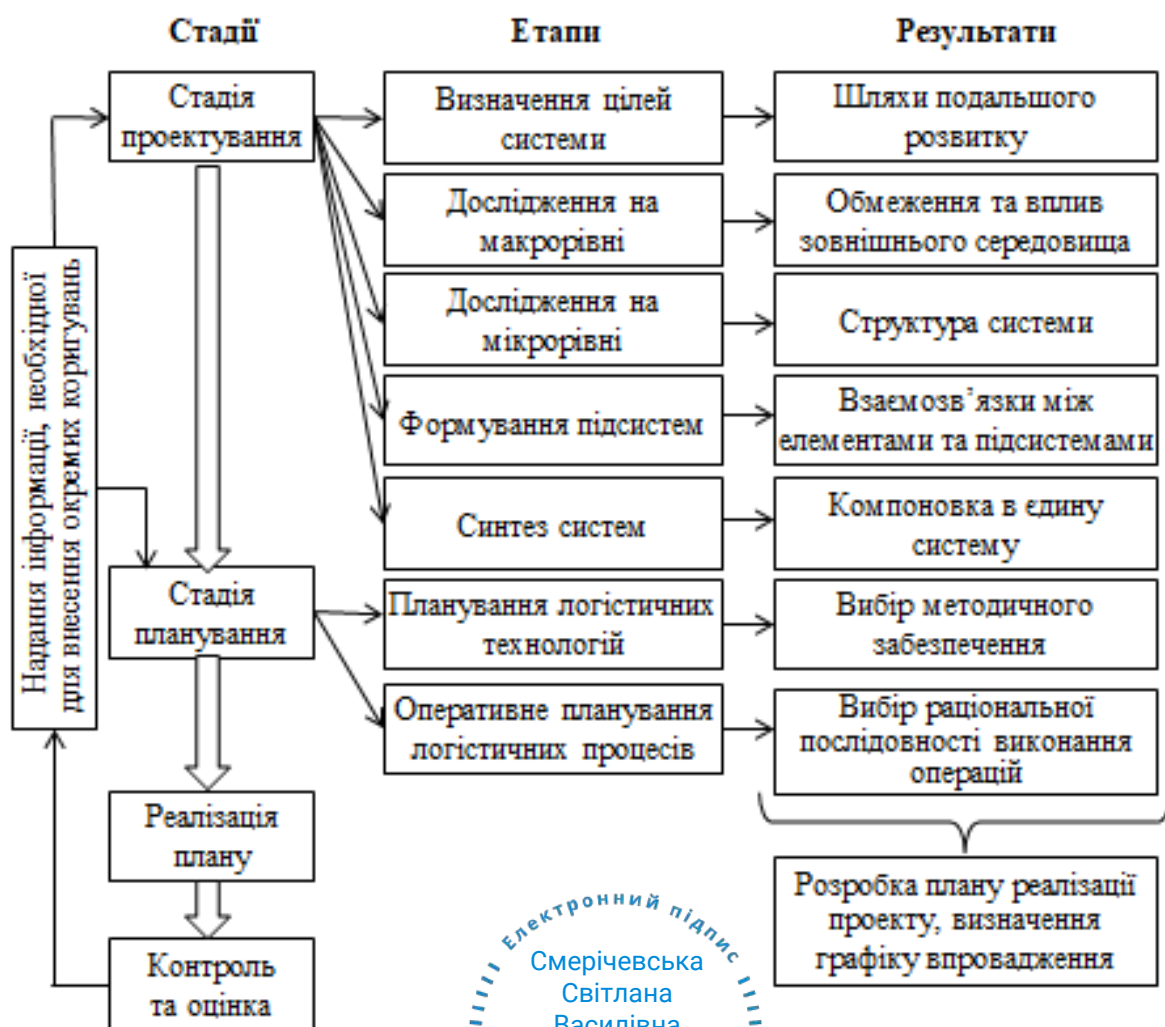 Стадії
Етапи
Результати
Стадія
проектування
Визначення цілей
системи
Шляхи подальшого
розвитку
Дослідження на
макрорівні
Обмеження та вплив
зовнішнього середовища
Надання інформації, необхідної
для внесення окремих коригувань
Дослідження на
мікрорівні
Структура системи
Формування підсистем
Взаємозв’язки між
елементами та підсистемами
Синтез систем
Компоновка в єдину
систему
Стадія
планування
Планування логістичних
технологій
Вибір методичного
забезпечення
Оперативне планування
логістичних процесів
Вибір раціональної
послідовності виконання
операцій
Реалізація
плану
Розробка плану реалізації
проекту, визначення
графіку впровадження
Контроль
та оцінка
Електронний підпис
Смерічевська
Світлана
Василівна